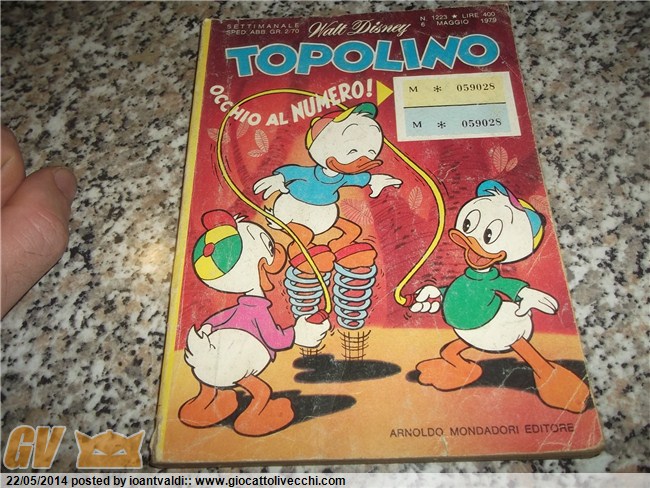 SETTIMANALE
SPED. ABB. GR. 2/70
Walt Disney
N. 1223 ★ LIRE 400
6 MAGGIO 1979
TOPOLINO
OCCHIO AL NUMERO!
M * 059028
M * 059028
ARNOLDO MONDADORI EDITORE
GV
22/05/2014 posted by ioantvaldi:: www.giocattolivecchi.com